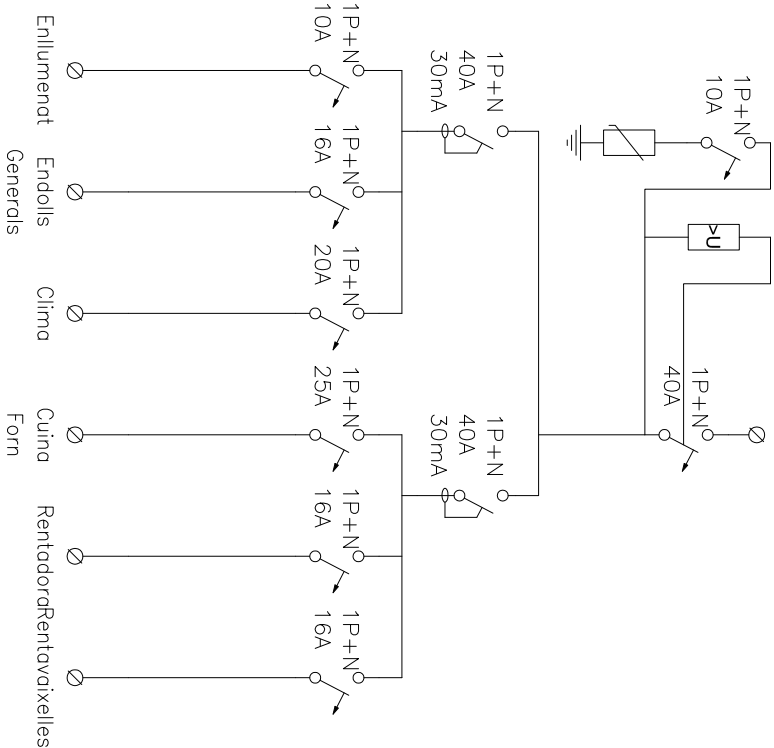 1P+N
10A
>U
1P+N
40A
1P+N
40A
30mA
1P+N
40A
30mA
1P+N
10A
1P+N
16A
1P+N
20A
1P+N
25A
1P+N
16A
1P+N
16A
Enllumenat
Endolls
Generals
Clima
Cuina
Forn
Rentadora
Rentavaixelles